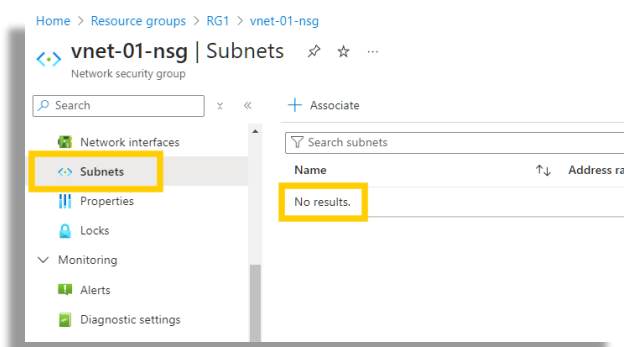 Home > Resource groups > RG1 > vnet-01-nsg
vnet-01-nsg | Subnets
Network security group
Search
Associate
Network interfaces
Search subnets
Subnets
Name
Address ra
Properties
No results.
Locks
Monitoring
Alerts
Diagnostic settings